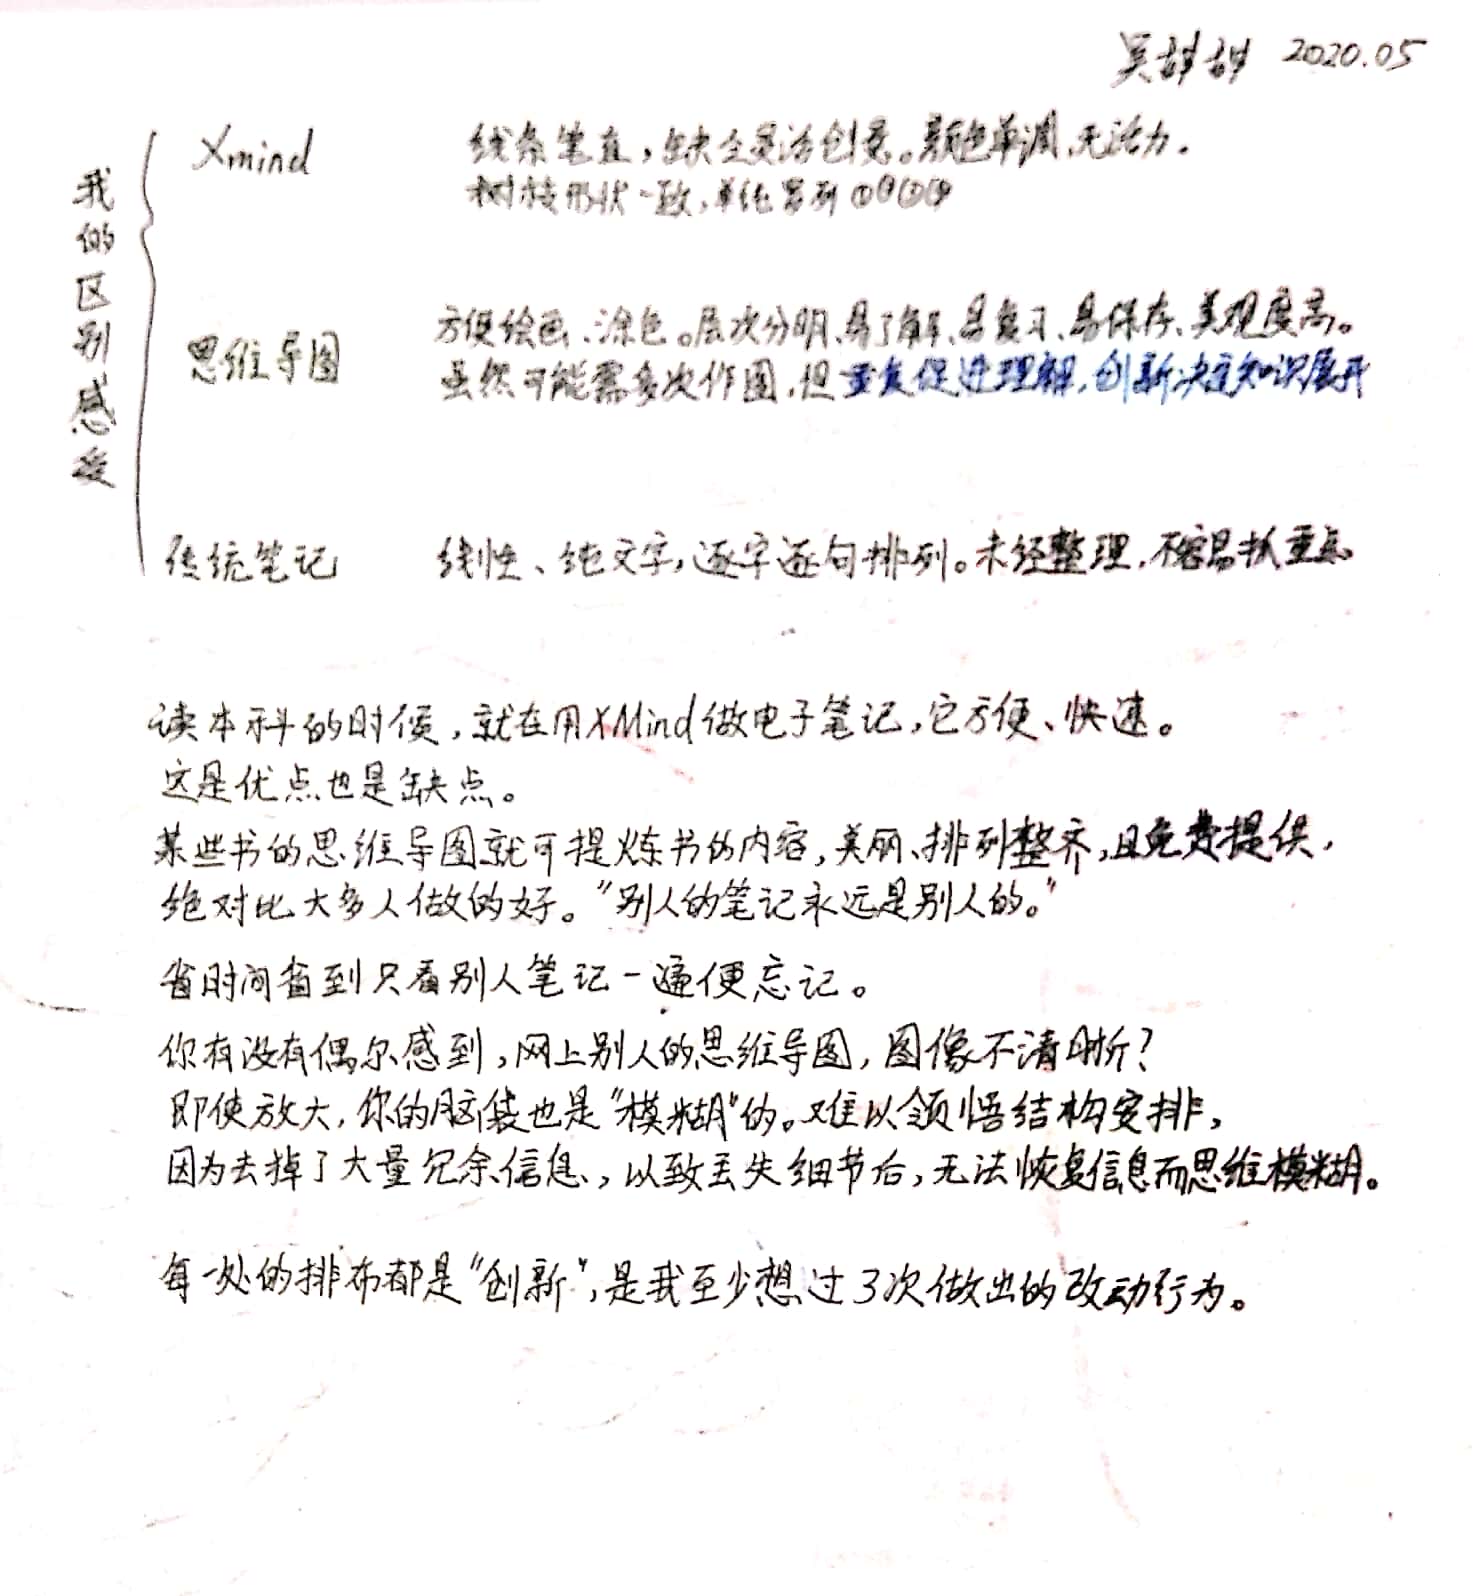 吴甜甜 2020.05
我的区别感受
Xmind
线条笔直，缺乏灵活创意。颜色单调、无活力。
树枝形状一致，单纯罗列①②③④
思维导图
方便绘画、涂色。层次分明、易了解、易复习、易保存、美观度高。
虽然可能需多次作图，但重复促进理解，创新决定知识展开
传统笔记
线性、纯文字，逐字逐句排列。未经整理，不容易抓重点
读本科的时候，就在用XMind做电子笔记，它方便、快速。
这是优点也是缺点。
某些书的思维导图就可提炼书的内容，美丽、排列整齐，且免费提供，
绝对比大多人做的好。“别人的笔记永远是别人的。”
省时间省到只看别人笔记一遍便忘记。
你有没有偶尔感到，网上别人的思维导图，图像不清晰？
即使放大，你的脑袋也是“模糊”的。难以领悟结构安排，
因为去掉了大量冗余信息，以致丢失细节后，无法恢复信息而思维模糊。
每一处的排布都是“创新”，是我至少想过3次做出的改动行为。